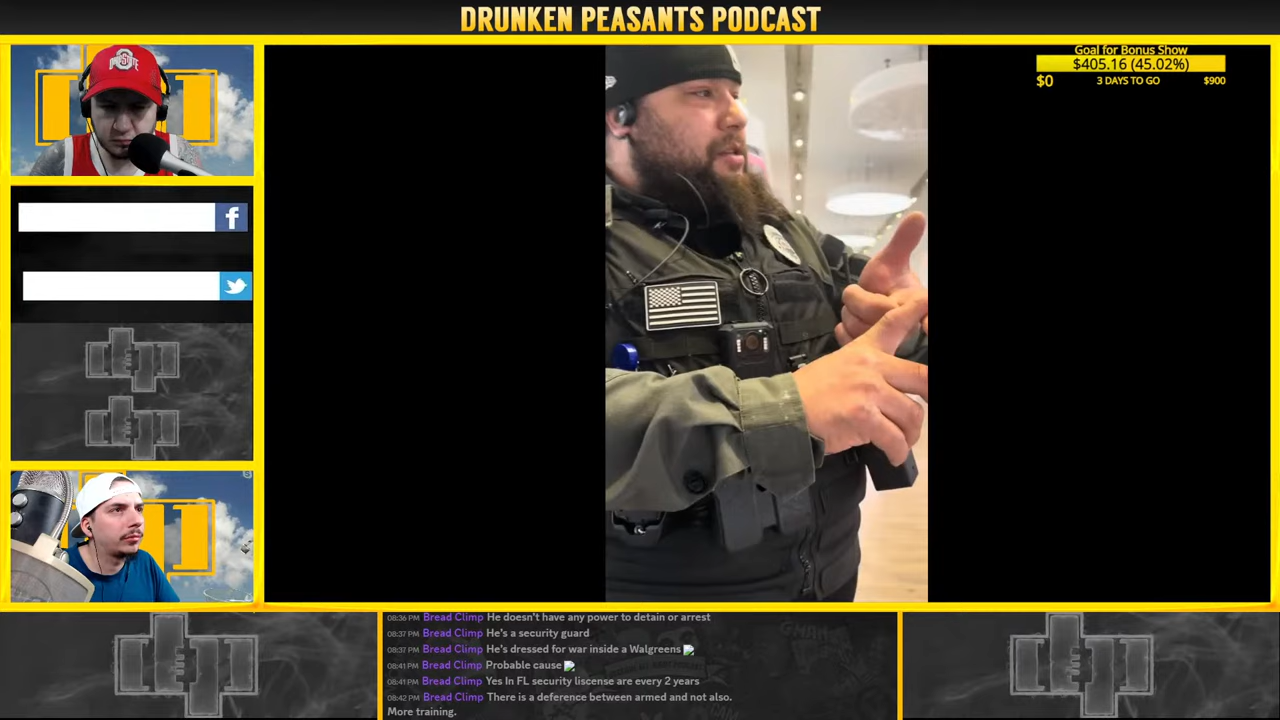 DRUNKEN PEASANTS PODCAST
Goal for Bonus Show
$405.16 (45.02%)
$0
3 DAYS TO GO
$900
08:36 PM Bread Climp He doesn't have any power to detain or arrest
08:37 PM Bread Climp He's a security guard
08:37 PM Bread Climp He's dressed for war inside a Walgreens
08:41 PM Bread Climp Probable cause
08:41 PM Bread Climp Yes In FL security liscense are every 2 years
08:42 PM Bread Climp There is a deference between armed and not also.
More training.